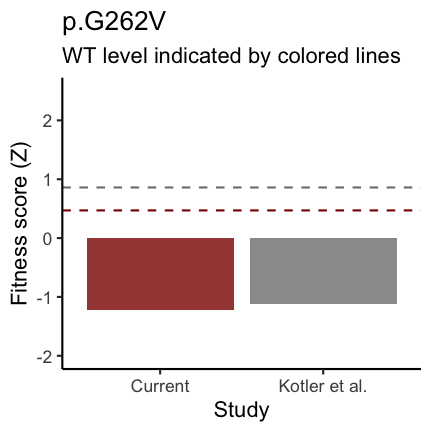 p.G262V
WT level indicated by colored lines
Fitness score (Z)
2
1
0
-1
-2
Current
Kotler et al.
Study